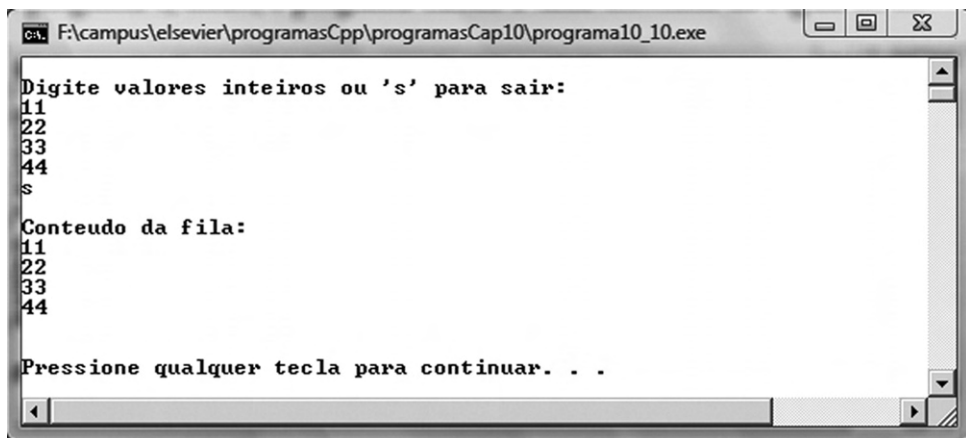 F:\campus\elsevier\programasCpp\programasCap10\programa10_10.exe
Digite valores inteiros ou 's' para sair:
11
22
33
44
s
Conteudo da fila:
11
22
33
44
Pressione qualquer tecla para continuar. . .